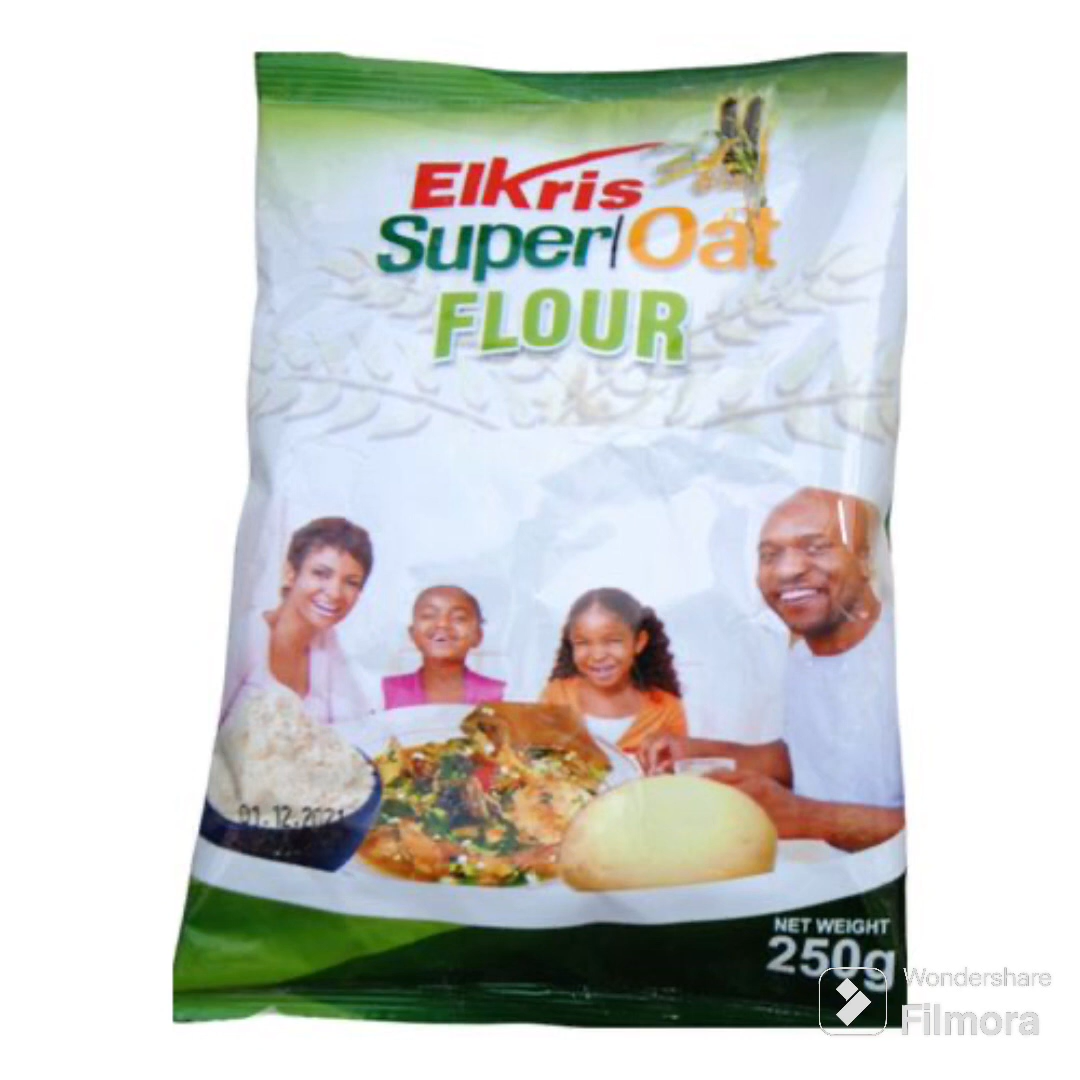 Elkris
Super Oat
FLOUR
01.12.2021
NET WEIGHT
250g
Wondershare
Filmora